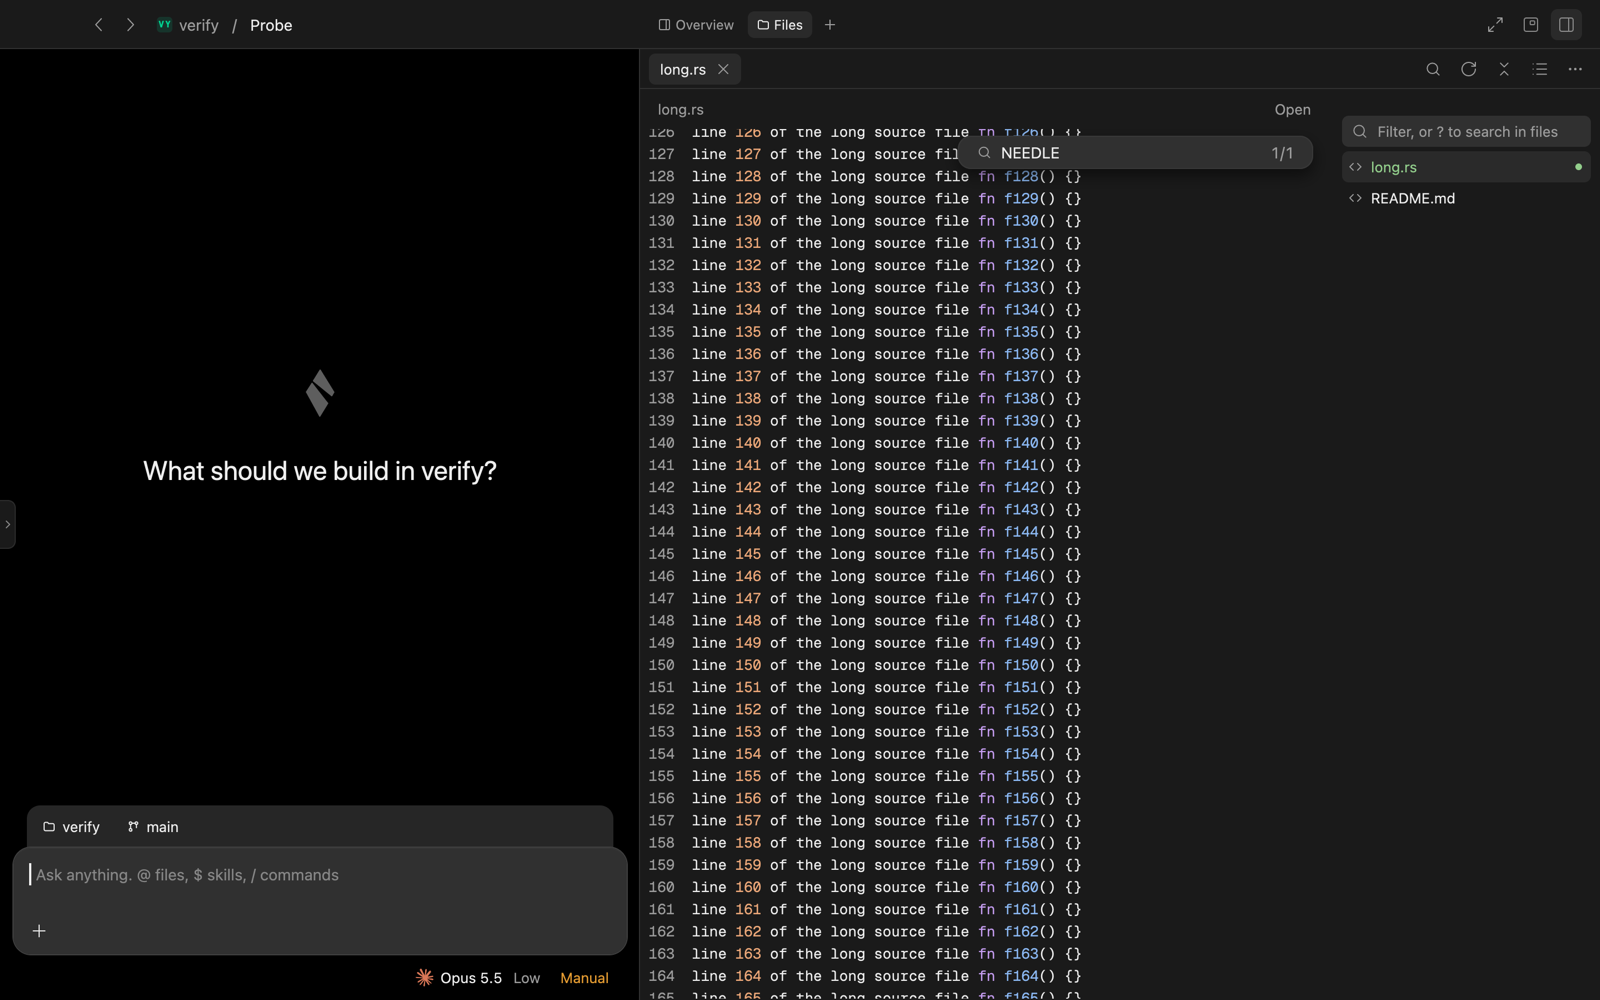 VY verify / Probe
Overview
Files
long.rs
long.rs
Open
NEEDLE
1/1
Filter, or ? to search in files
long.rs
README.md
126 line 126 of the long source file fn f126() {}
127 line 127 of the long source fil
128 line 128 of the long source file fn f128() {}
129 line 129 of the long source file fn f129() {}
130 line 130 of the long source file fn f130() {}
131 line 131 of the long source file fn f131() {}
132 line 132 of the long source file fn f132() {}
133 line 133 of the long source file fn f133() {}
134 line 134 of the long source file fn f134() {}
135 line 135 of the long source file fn f135() {}
136 line 136 of the long source file fn f136() {}
137 line 137 of the long source file fn f137() {}
138 line 138 of the long source file fn f138() {}
139 line 139 of the long source file fn f139() {}
140 line 140 of the long source file fn f140() {}
141 line 141 of the long source file fn f141() {}
142 line 142 of the long source file fn f142() {}
143 line 143 of the long source file fn f143() {}
144 line 144 of the long source file fn f144() {}
145 line 145 of the long source file fn f145() {}
146 line 146 of the long source file fn f146() {}
147 line 147 of the long source file fn f147() {}
148 line 148 of the long source file fn f148() {}
149 line 149 of the long source file fn f149() {}
150 line 150 of the long source file fn f150() {}
151 line 151 of the long source file fn f151() {}
152 line 152 of the long source file fn f152() {}
153 line 153 of the long source file fn f153() {}
154 line 154 of the long source file fn f154() {}
155 line 155 of the long source file fn f155() {}
156 line 156 of the long source file fn f156() {}
157 line 157 of the long source file fn f157() {}
158 line 158 of the long source file fn f158() {}
159 line 159 of the long source file fn f159() {}
160 line 160 of the long source file fn f160() {}
161 line 161 of the long source file fn f161() {}
162 line 162 of the long source file fn f162() {}
163 line 163 of the long source file fn f163() {}
164 line 164 of the long source file fn f164() {}
165 line 165 of the long source file fn f165() {}
What should we build in verify?
verify
main
Ask anything. @ files, $ skills, / commands
Opus 5.5 Low Manual